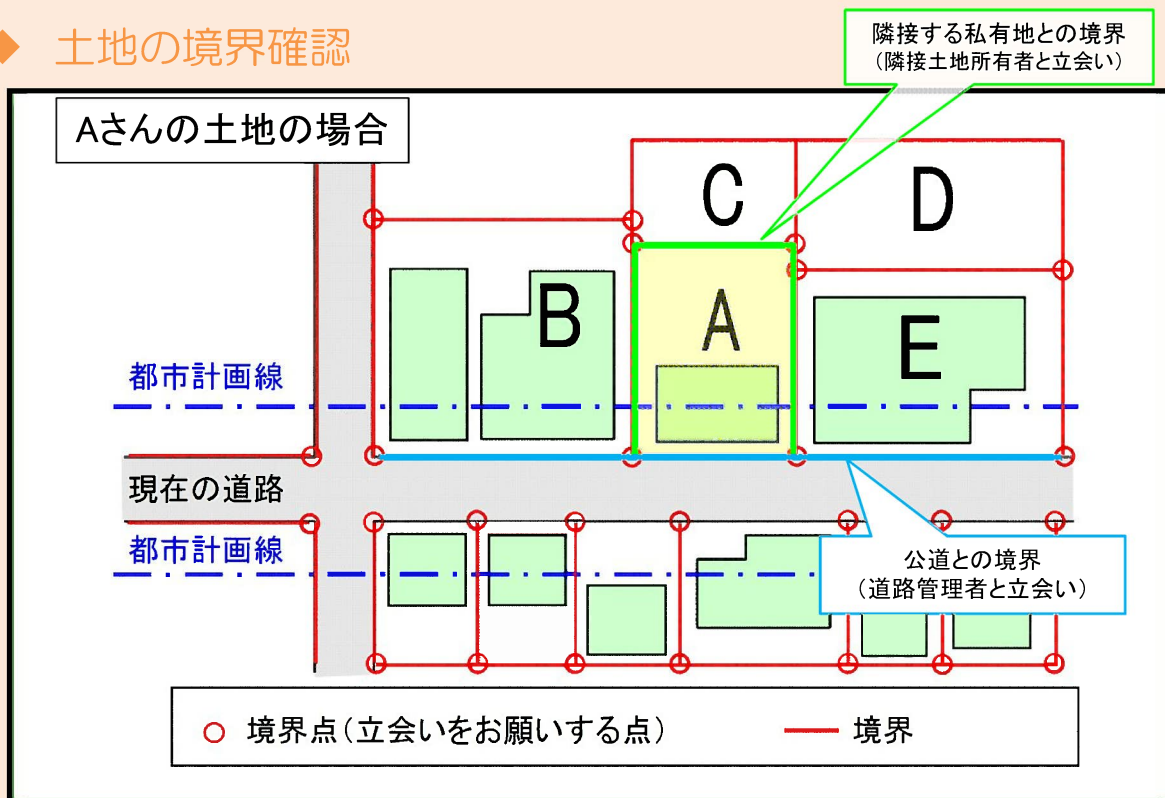 土地の境界確認
隣接する私有地との境界
（隣接土地所有者と立会い）
Aさんの土地の場合
C
D
B
A
E
都市計画線
現在の道路
都市計画線
公道との境界
（道路管理者と立会い）
境界点（立会いをお願いする点）
境界